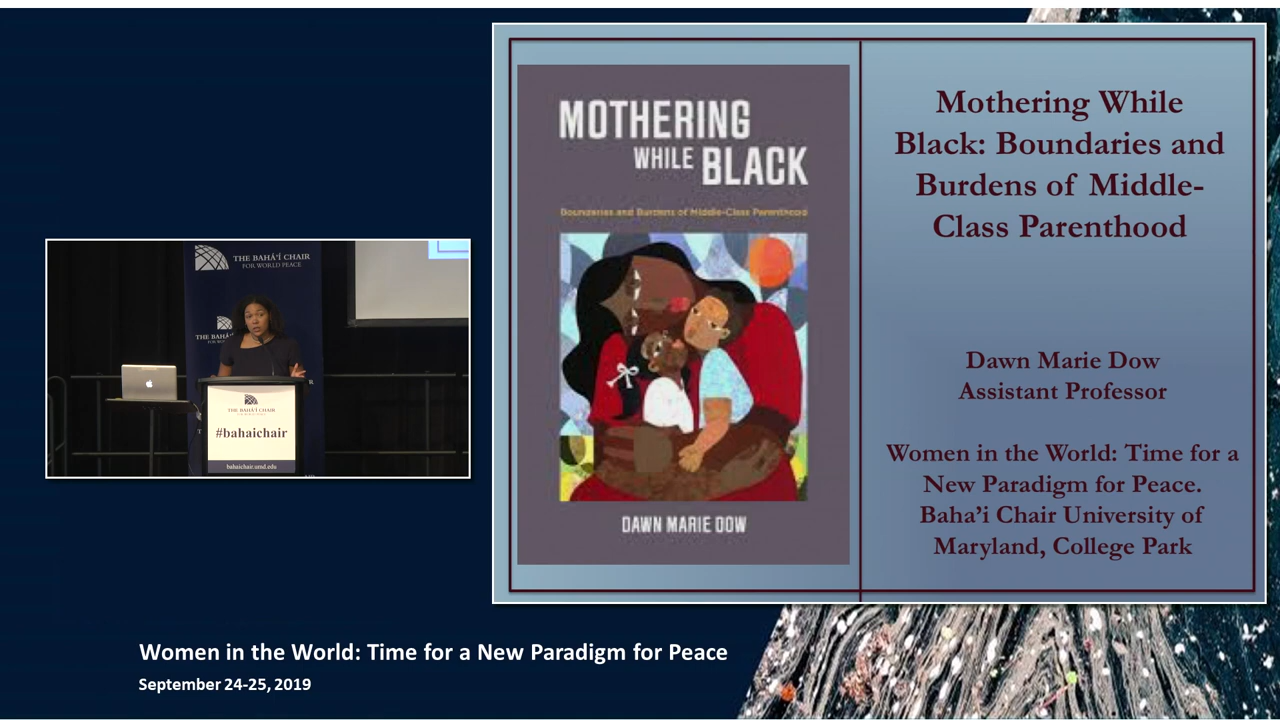 THE BAHÁ'Í CHAIR
FOR WORLD PEACE
THE BAHÁ'Í CHAIR
#bahaichair
bahaichair.umd.edu
MOTHERING
WHILE BLACK
Boundaries and Burdens of Middle-Class Parenthood
DAWN MARIE DOW
Mothering While
Black: Boundaries and
Burdens of Middle-
Class Parenthood
Dawn Marie Dow
Assistant Professor
Women in the World: Time for a
New Paradigm for Peace.
Baha’i Chair University of
Maryland, College Park
Women in the World: Time for a New Paradigm for Peace
September 24-25, 2019